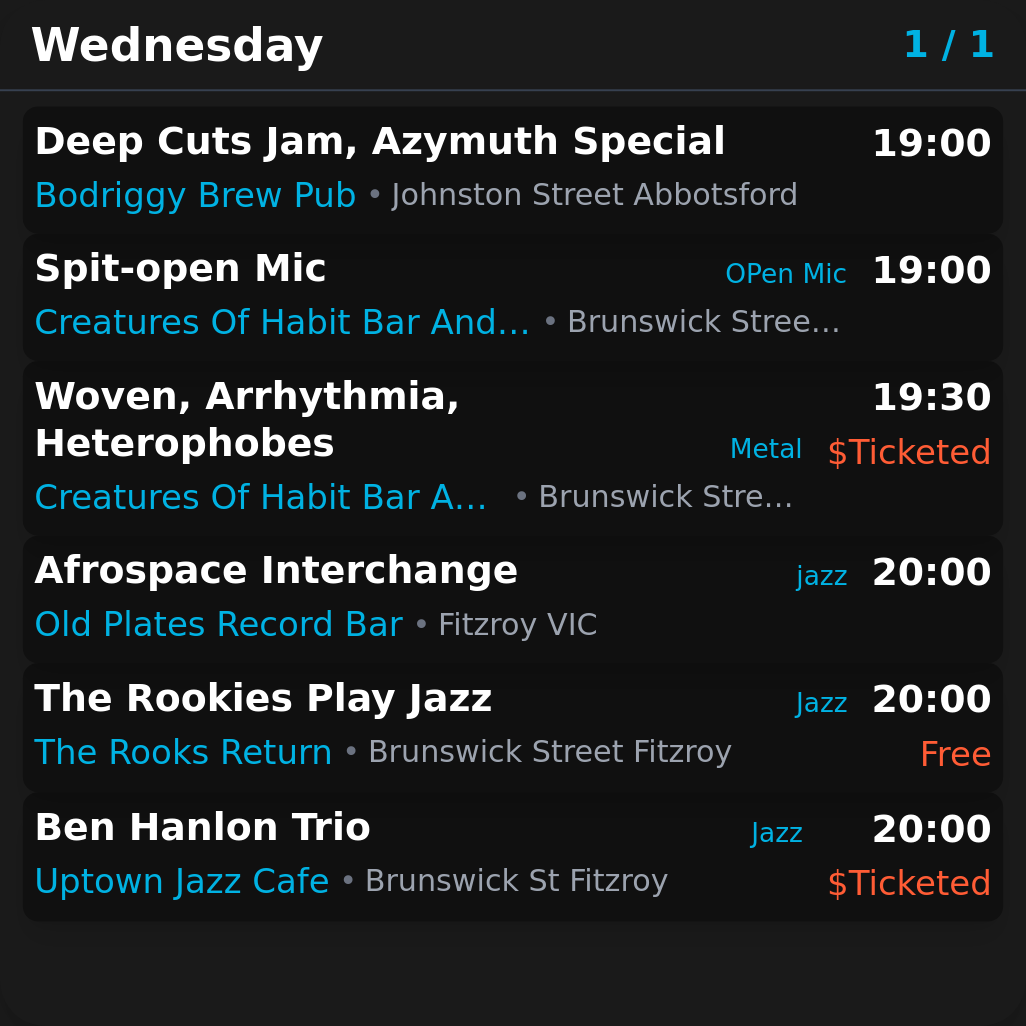 Wednesday 1 / 1
Deep Cuts Jam, Azymuth Special 19:00
Bodriggy Brew Pub • Johnston Street Abbotsford
Spit-open Mic OPen Mic 19:00
Creatures Of Habit Bar And... • Brunswick Stree...
Woven, Arrhythmia, 19:30
Heterophobes Metal $Ticketed
Creatures Of Habit Bar A... • Brunswick Stre...
Afrospace Interchange jazz 20:00
Old Plates Record Bar • Fitzroy VIC
The Rookies Play Jazz Jazz 20:00
The Rooks Return • Brunswick Street Fitzroy Free
Ben Hanlon Trio Jazz 20:00
Uptown Jazz Cafe • Brunswick St Fitzroy $Ticketed